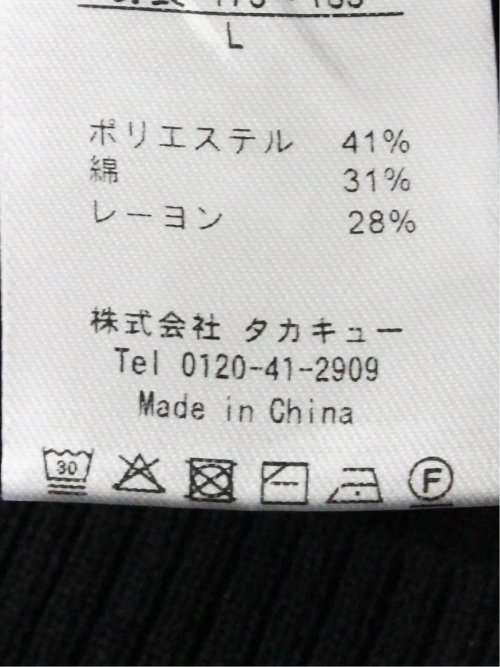 L
ポリエステル 41%
綿 31%
レーヨン 28%
株式会社 タカキュー
Tel 0120-41-2909
Made in China
30 F